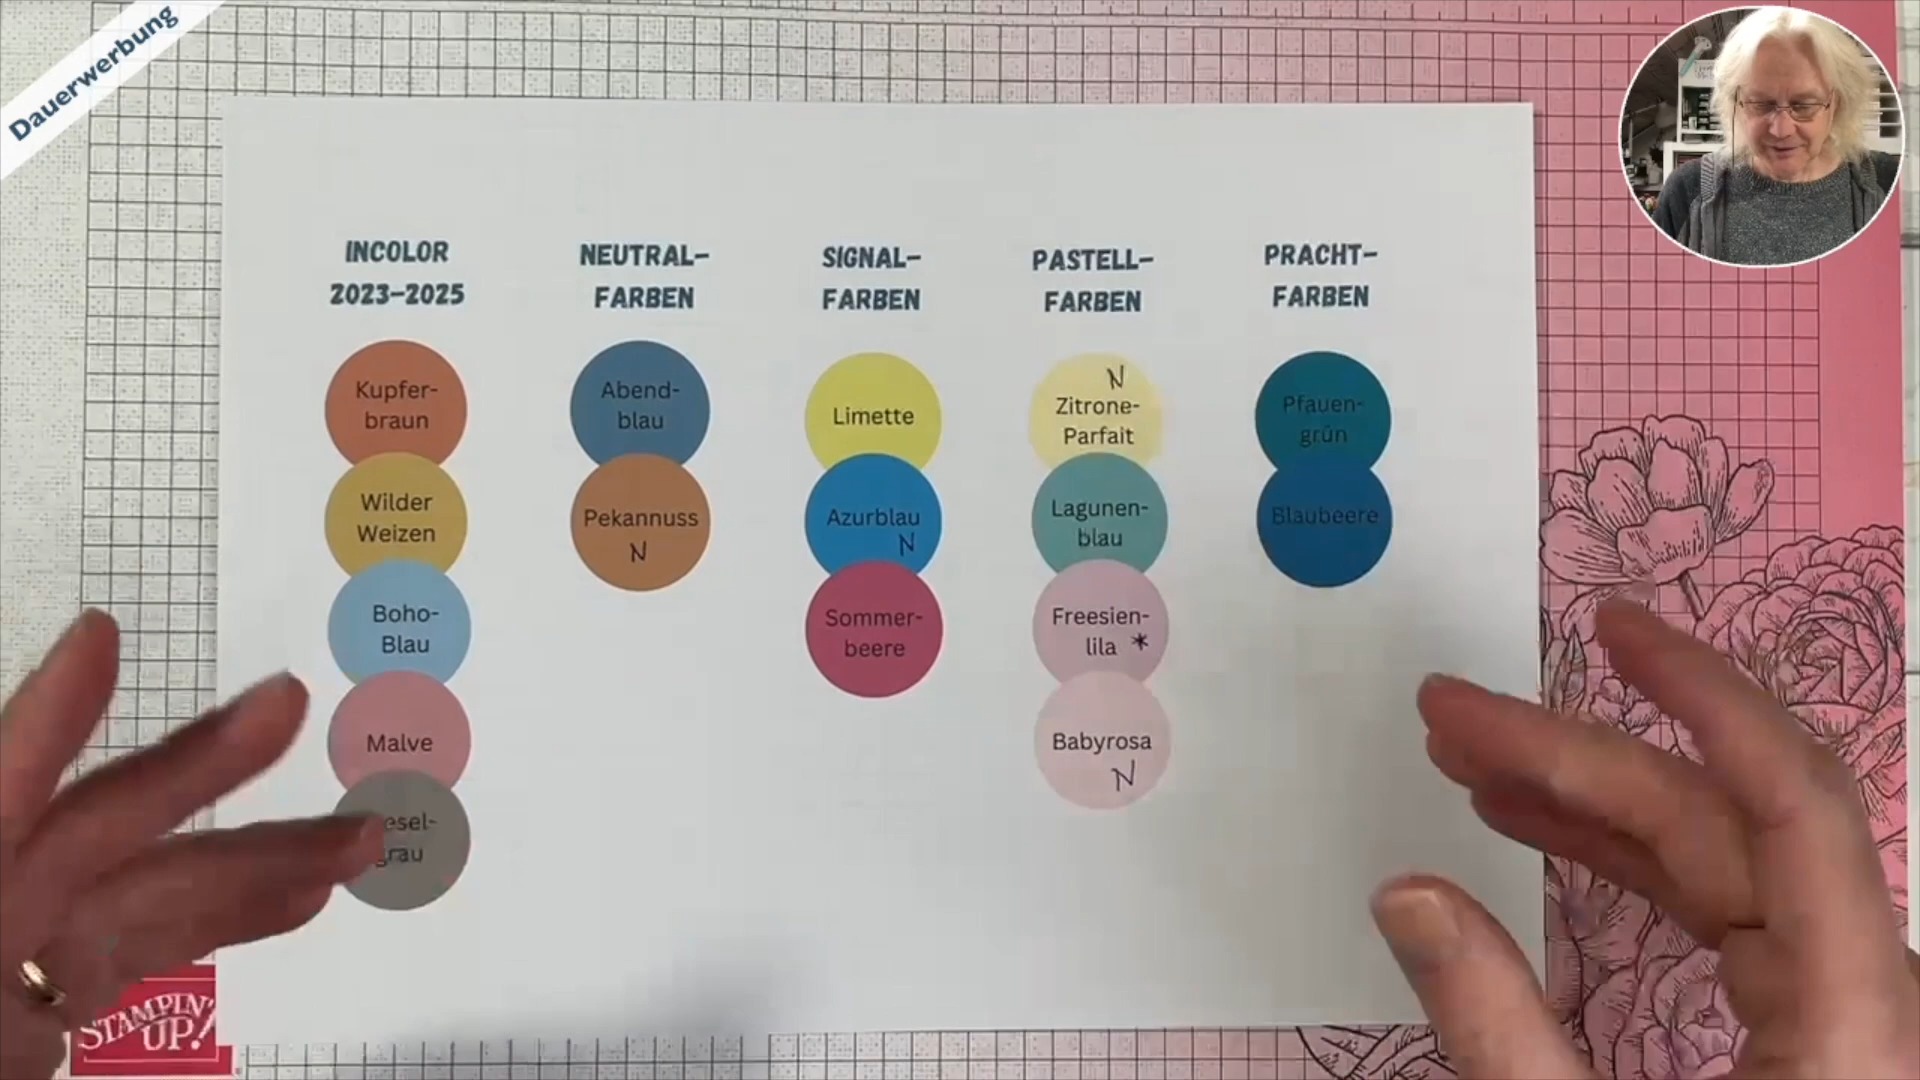 Dauerwerbung
INCOLOR
2023-2025
Kupfer-
braun
Wilder
Weizen
Boho-
Blau
Malve
esel-
grau
NEUTRAL-
FARBEN
Abend-
blau
Pekannuss
N
SIGNAL-
FARBEN
Limette
Azurblau
N
Sommer-
beere
PASTELL-
FARBEN
N
Zitrone-
Parfait
Lagunen-
blau
Freesien-
lila *
Babyrosa
N
PRACHT-
FARBEN
Pfauen-
grün
Blaubeere
STAMPIN'
UP!